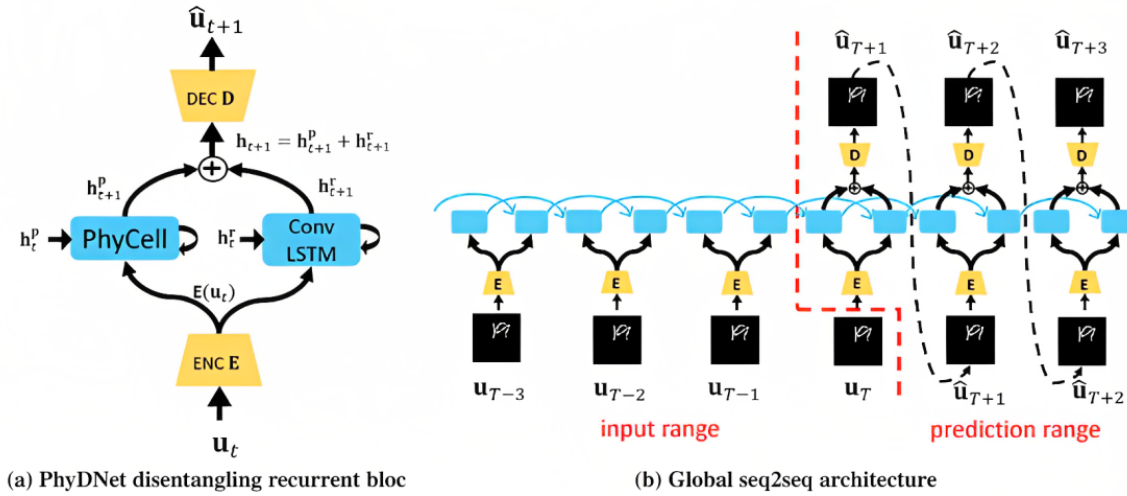 û_{t+1}
DEC D
h_{t+1} = h^p_{t+1} + h^r_{t+1}
h^p_{t+1}
h^r_{t+1}
h^p_t
PhyCell
h^r_t
Conv
LSTM
E(u_t)
ENC E
u_t
(a) PhyDNet disentangling recurrent bloc
û_{T+1} û_{T+2} û_{T+3}
D D D
E E E E E E
u_{T−3} u_{T−2} u_{T−1} u_T û_{T+1} û_{T+2}
input range prediction range
(b) Global seq2seq architecture